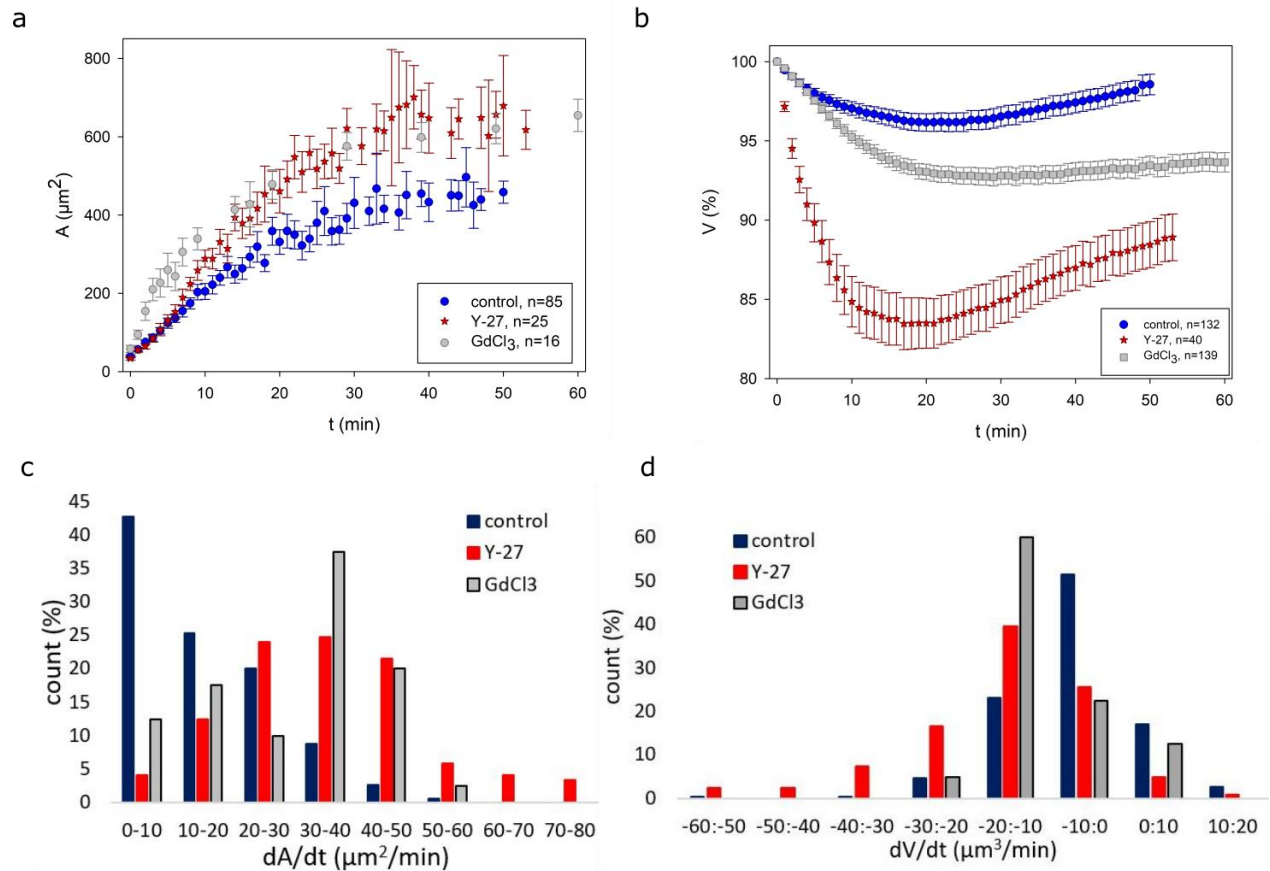 a
A (µm²)
800
600
400
200
0
0 10 20 30 40 50 60
t (min)
control, n=85
Y-27, n=25
GdCl₃, n=16
b
V (%)
100
95
90
85
80
0 10 20 30 40 50 60
t (min)
control, n=132
Y-27, n=40
GdCl₃, n=139
c
count (%)
45
40
35
30
25
20
15
10
5
0
0-10 10-20 20-30 30-40 40-50 50-60 60-70 70-80
dA/dt (µm²/min)
control
Y-27
GdCl3
d
count (%)
60
50
40
30
20
10
0
-60:-50 -50:-40 -40:-30 -30:-20 -20:-10 -10:0 0:10 10:20
dV/dt (µm³/min)
control
Y-27
GdCl3